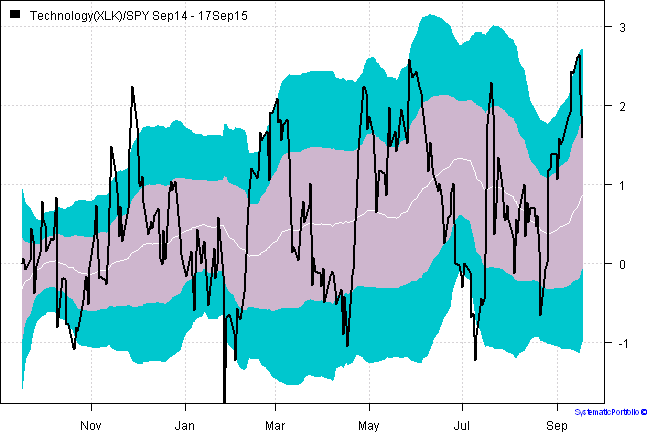 Technology(XLK)/SPY Sep14 - 17Sep15
3
2
1
0
-1
Nov Jan Mar May Jul Sep
SystematicPortfolio ©